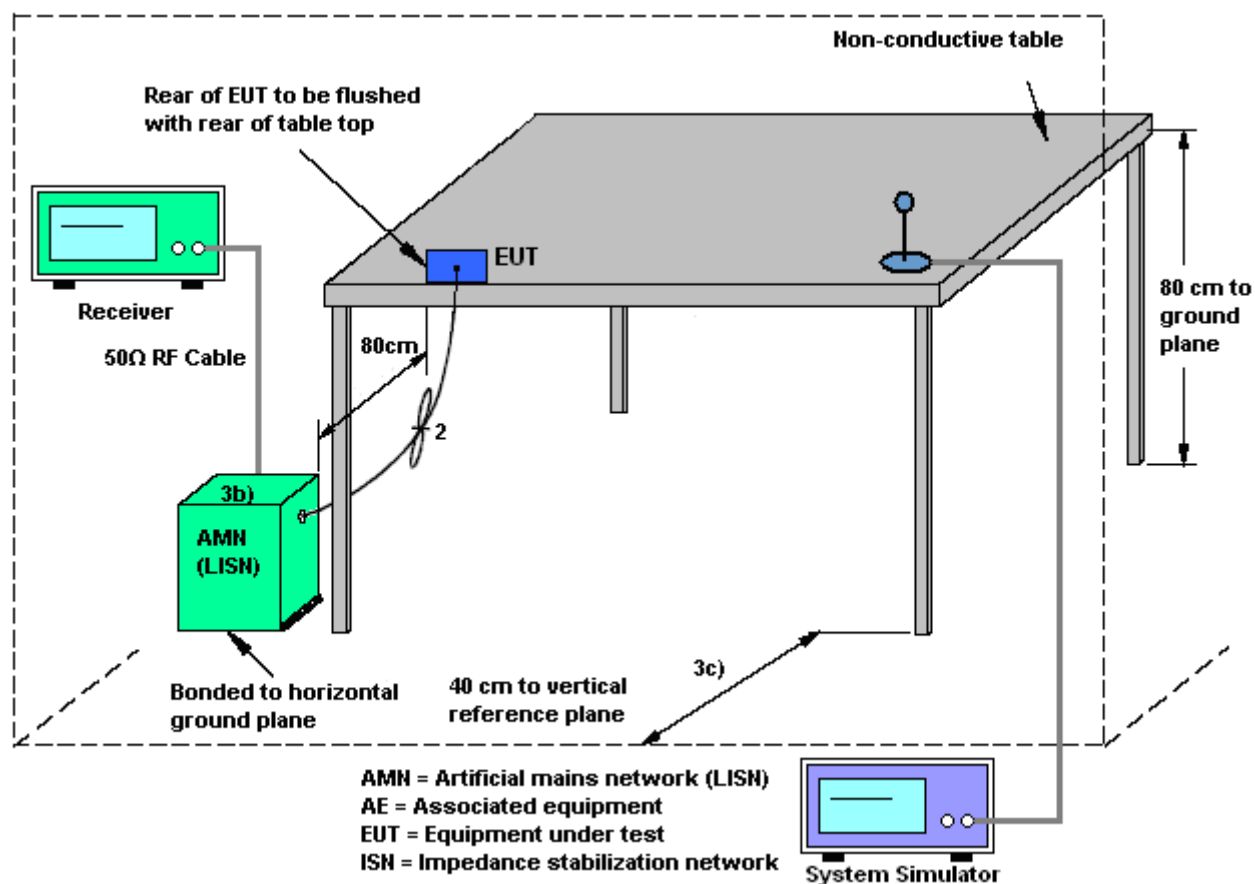 Non-conductive table
Rear of EUT to be flushed
with rear of table top
EUT
Receiver
80 cm to
ground
plane
50Ω RF Cable
80cm
2
3b)
AMN
(LISN)
3c)
Bonded to horizontal
ground plane
40 cm to vertical
reference plane
AMN = Artificial mains network (LISN)
AE = Associated equipment
EUT = Equipment under test
ISN = Impedance stabilization network
System Simulator